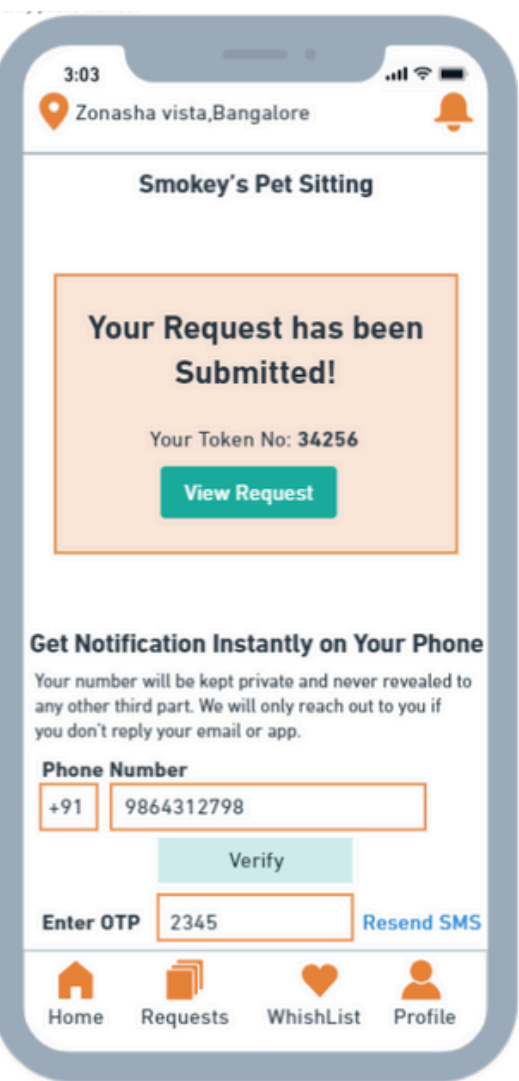 3:03
Zonasha vista,Bangalore
Smokey's Pet Sitting
Your Request has been
Submitted!
Your Token No: 34256
View Request
Get Notification Instantly on Your Phone
Your number will be kept private and never revealed to
any other third part. We will only reach out to you if
you don't reply your email or app.
Phone Number
+91 9864312798
Verify
Enter OTP 2345 Resend SMS
Home Requests WhishList Profile